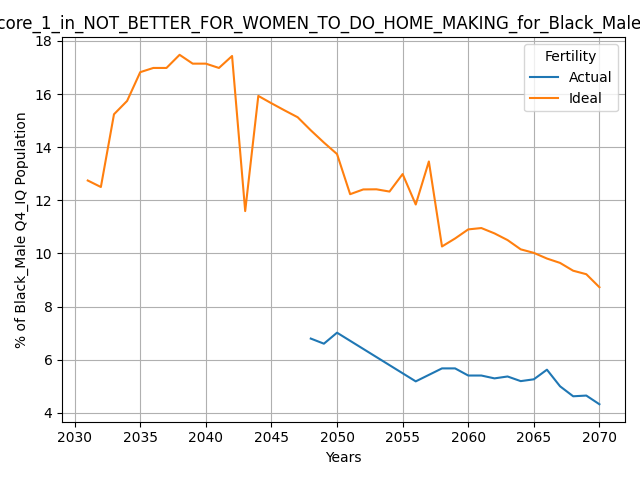 core_1_in_NOT_BETTER_FOR_WOMEN_TO_DO_HOME_MAKING_for_Black_Male
Fertility
Actual
Ideal
% of Black_Male Q4_IQ Population
18
16
14
12
10
8
6
4
2030 2035 2040 2045 2050 2055 2060 2065 2070
Years